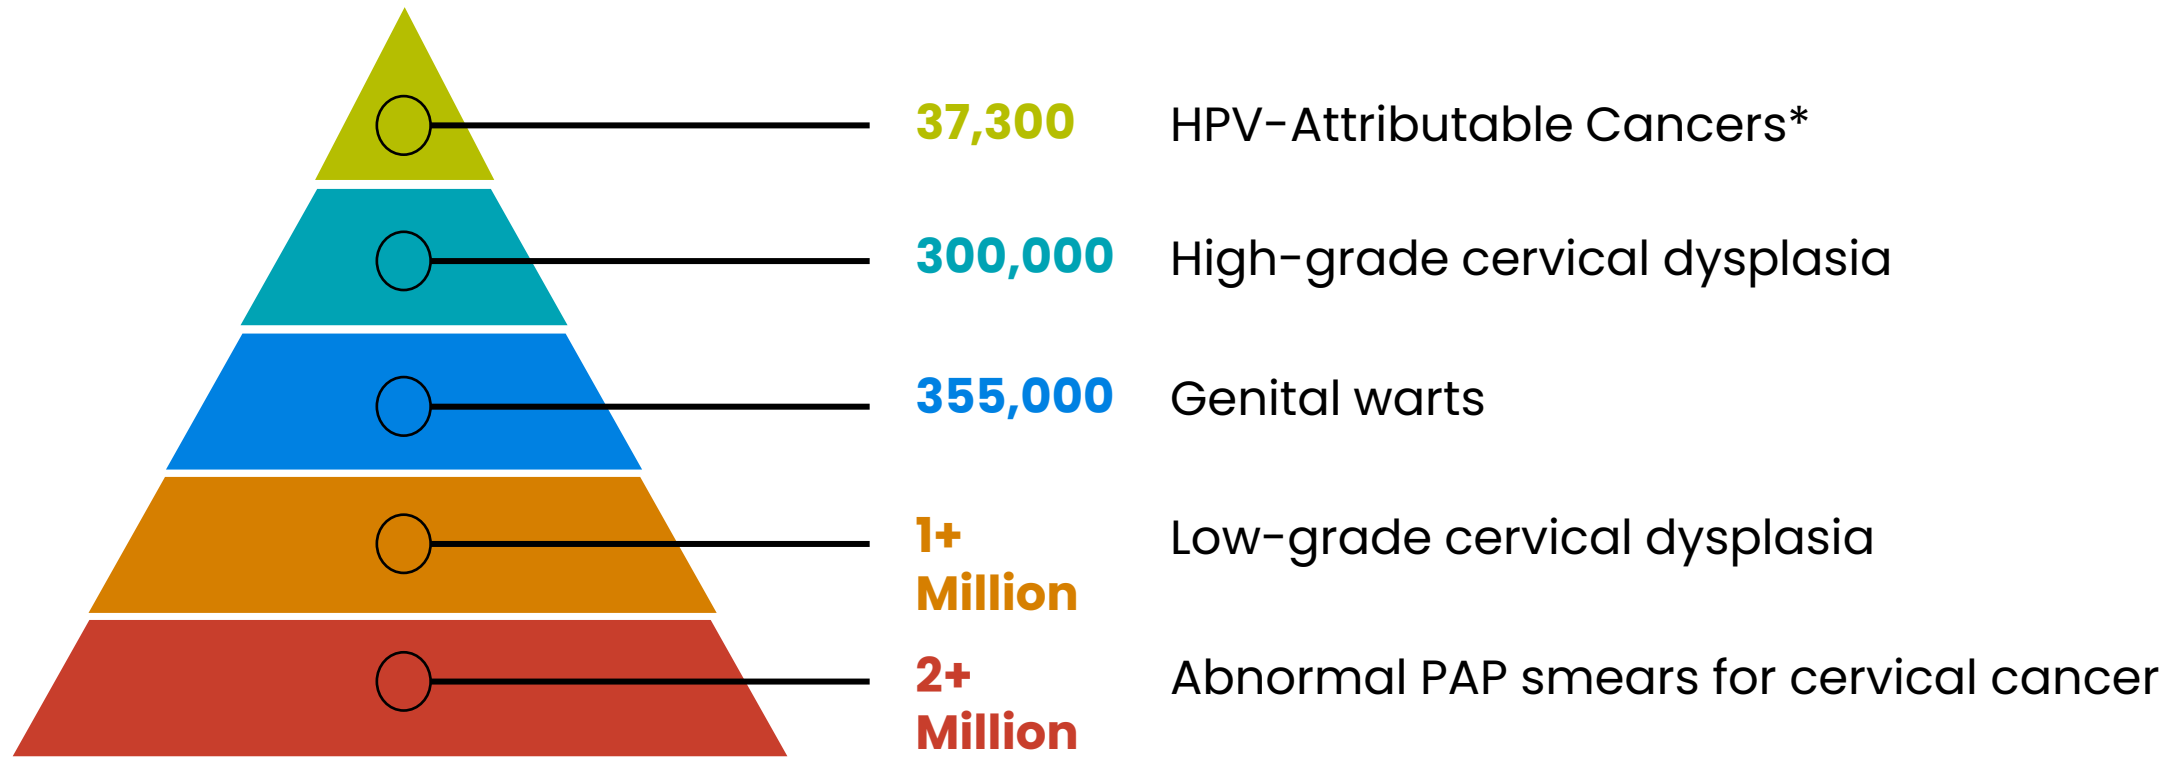 37,300 HPV-Attributable Cancers*
300,000 High-grade cervical dysplasia
355,000 Genital warts
1+ Low-grade cervical dysplasia
Million
2+ Abnormal PAP smears for cervical cancer
Million